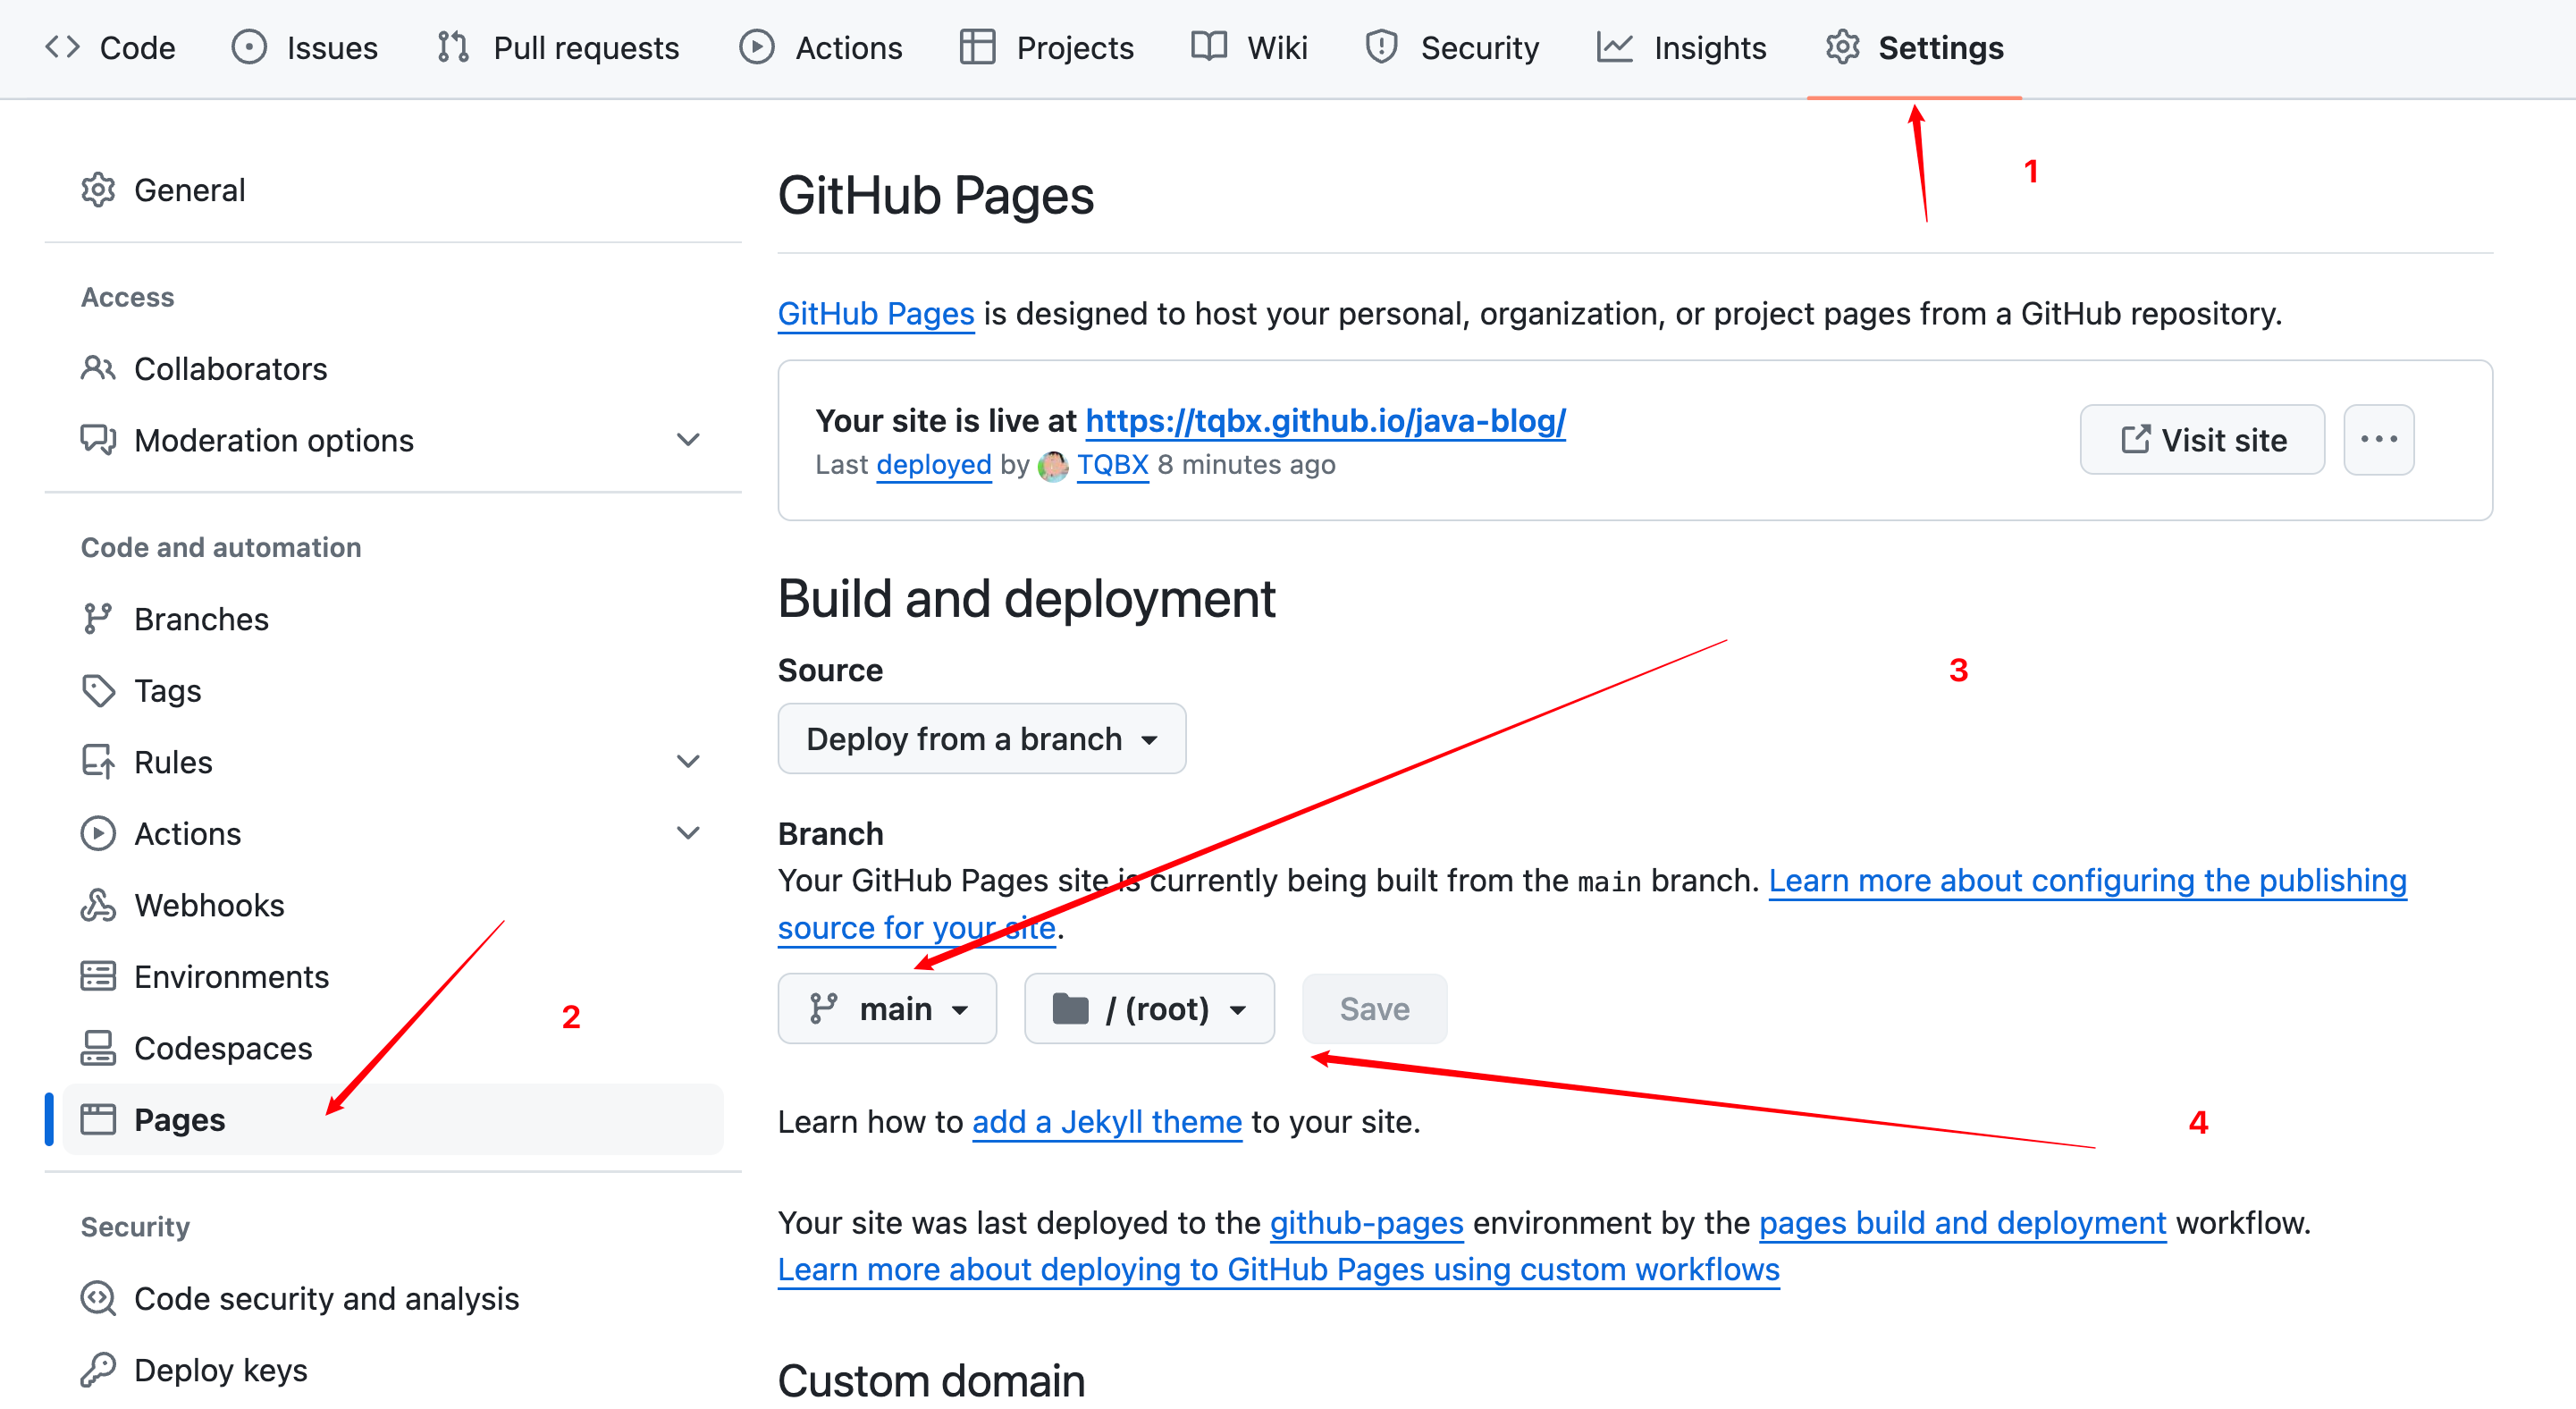 Code Issues Pull requests Actions Projects Wiki Security Insights Settings
1
General
Access
Collaborators
Moderation options
Code and automation
Branches
Tags
Rules
Actions
Webhooks
Environments
2
Codespaces
Pages
Security
Code security and analysis
Deploy keys
GitHub Pages
GitHub Pages is designed to host your personal, organization, or project pages from a GitHub repository.
Your site is live at https://tqbx.github.io/java-blog/
Last deployed by TQBX 8 minutes ago
Visit site
Build and deployment
3
Source
Deploy from a branch
Branch
Your GitHub Pages site is currently being built from the main branch. Learn more about configuring the publishing
source for your site.
main / (root) Save
4
Learn how to add a Jekyll theme to your site.
Your site was last deployed to the github-pages environment by the pages build and deployment workflow.
Learn more about deploying to GitHub Pages using custom workflows
Custom domain